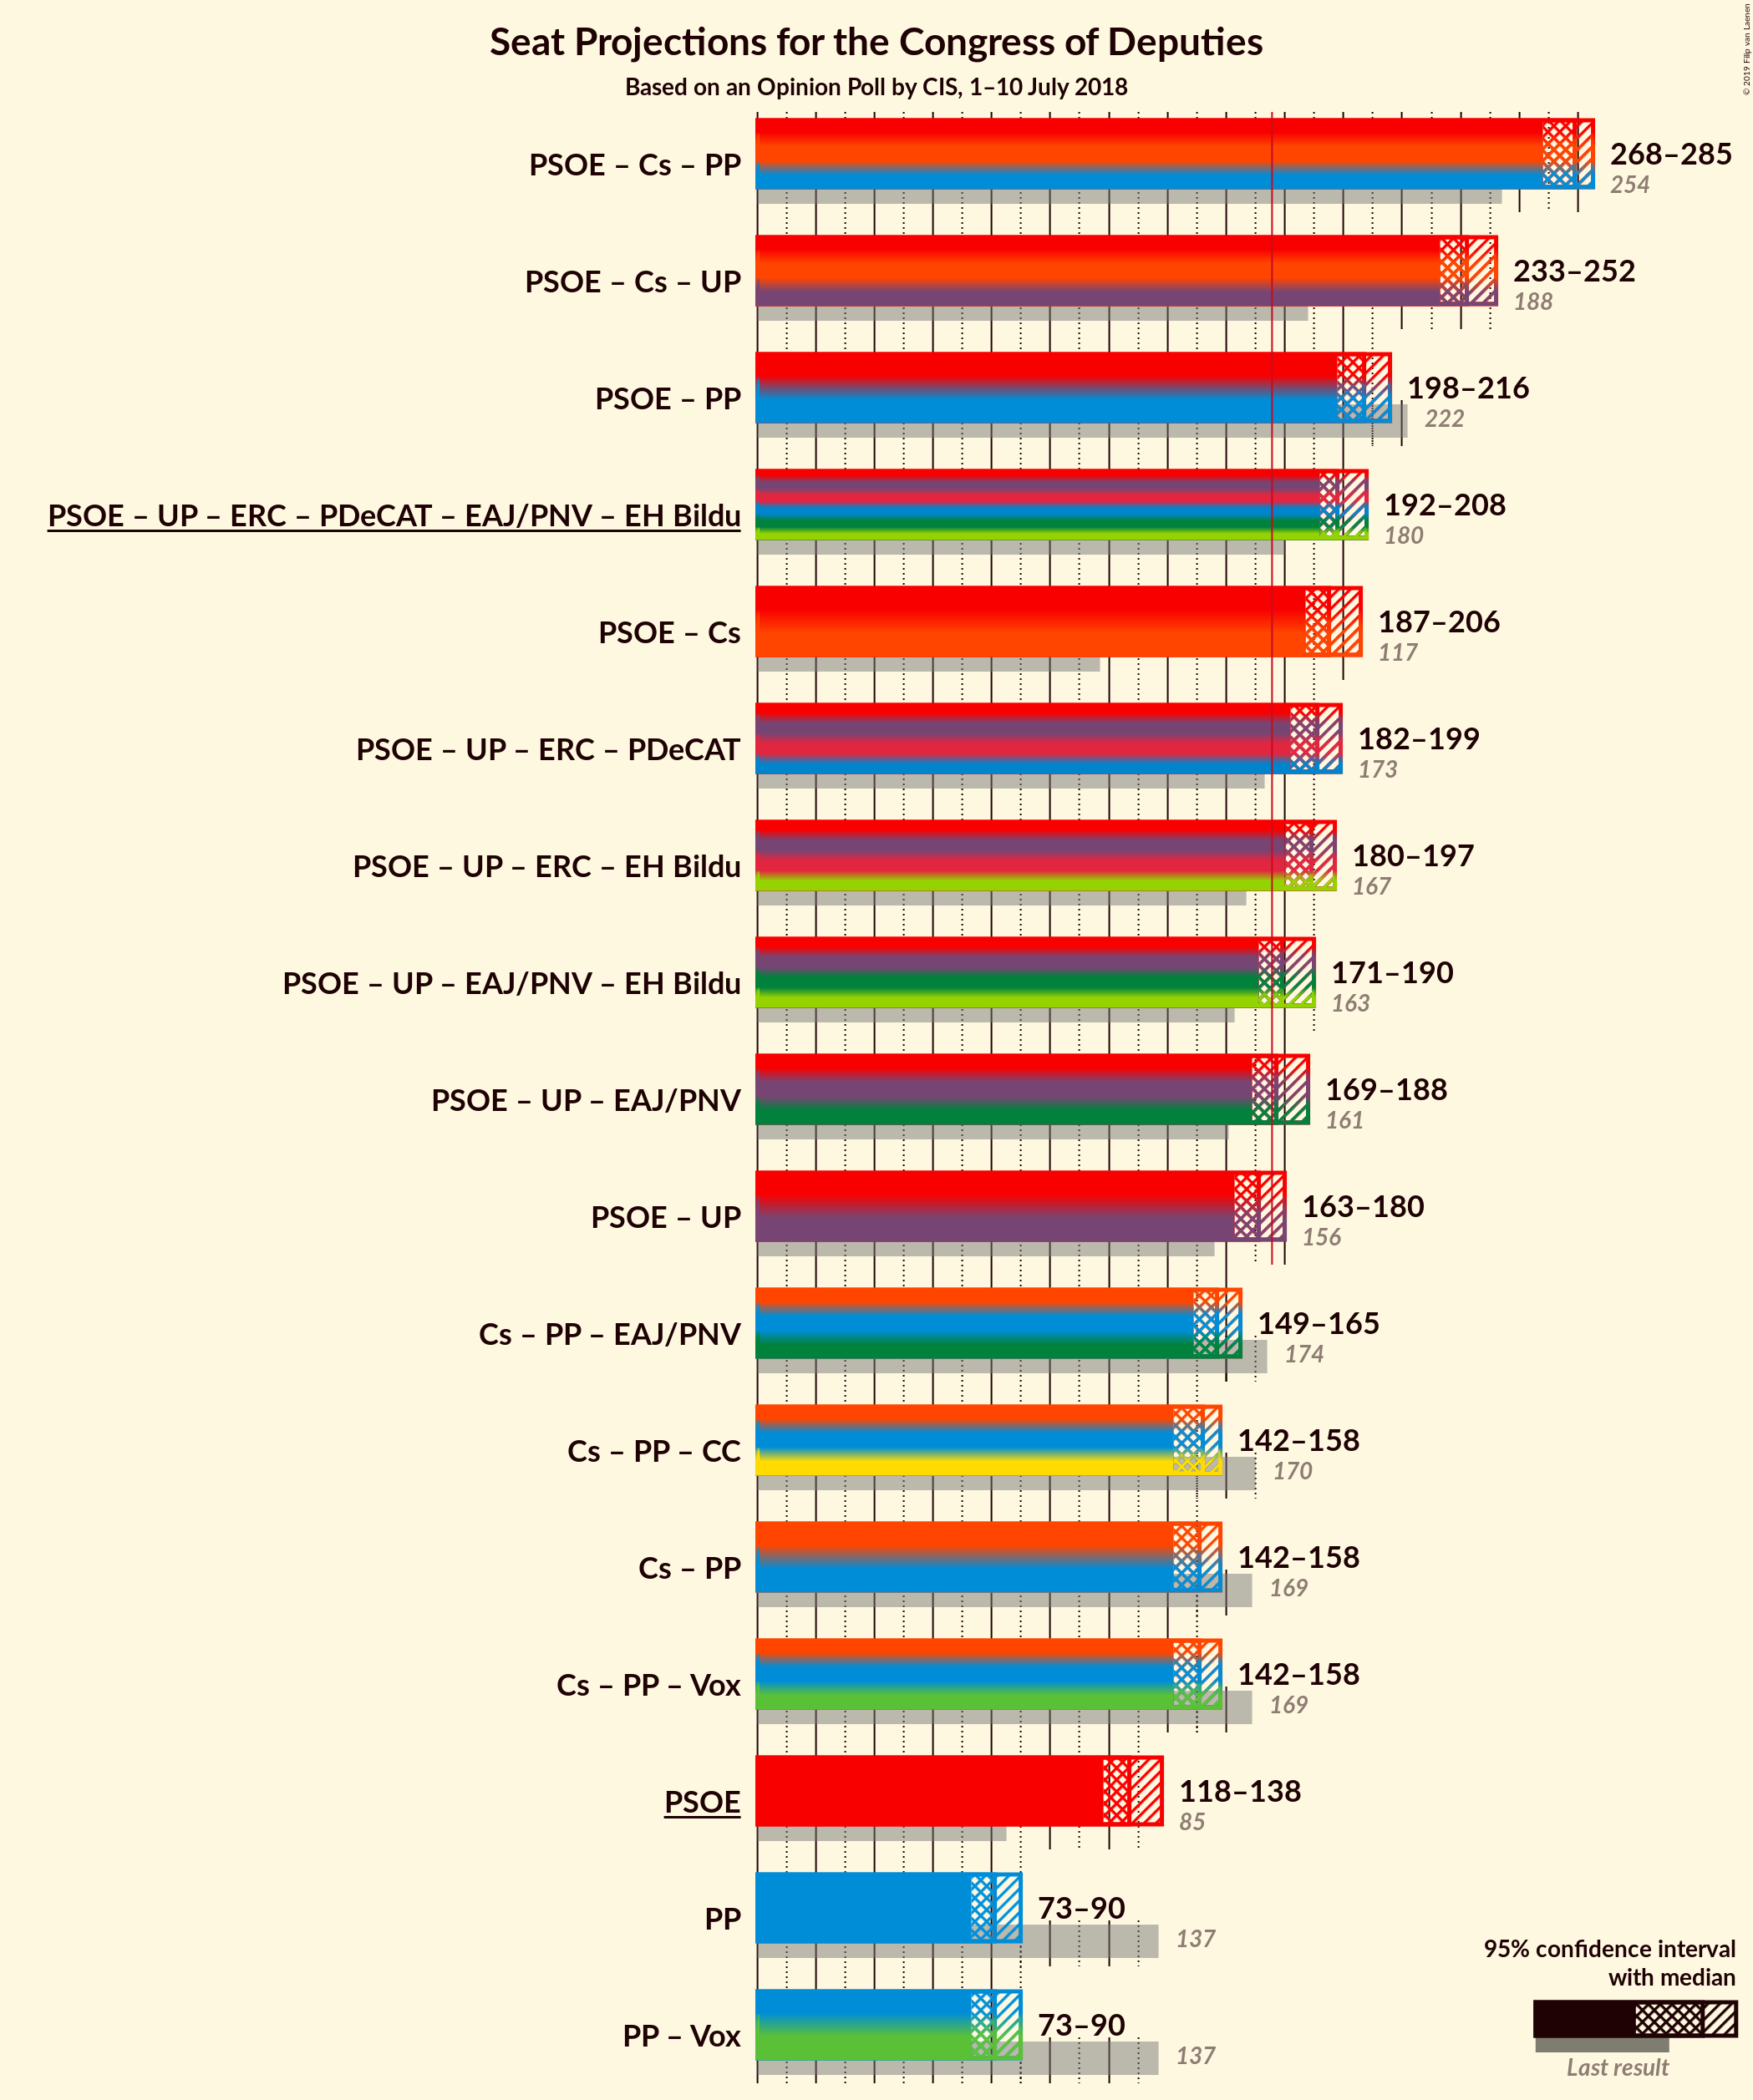 Seat Projections for the Congress of Deputies
Based on an Opinion Poll by CIS, 1–10 July 2018
© 2019 Filip van Laenen
PSOE – Cs – PP
268–285
254
PSOE – Cs – UP
233–252
188
PSOE – PP
198–216
222
PSOE – UP – ERC – PDeCAT – EAJ/PNV – EH Bildu
192–208
180
PSOE – Cs
187–206
117
PSOE – UP – ERC – PDeCAT
182–199
173
PSOE – UP – ERC – EH Bildu
180–197
167
PSOE – UP – EAJ/PNV – EH Bildu
171–190
163
PSOE – UP – EAJ/PNV
169–188
161
PSOE – UP
163–180
156
Cs – PP – EAJ/PNV
149–165
174
Cs – PP – CC
142–158
170
Cs – PP
142–158
169
Cs – PP – Vox
142–158
169
PSOE
118–138
85
PP
73–90
137
PP – Vox
73–90
137
95% confidence interval
with median
Last result